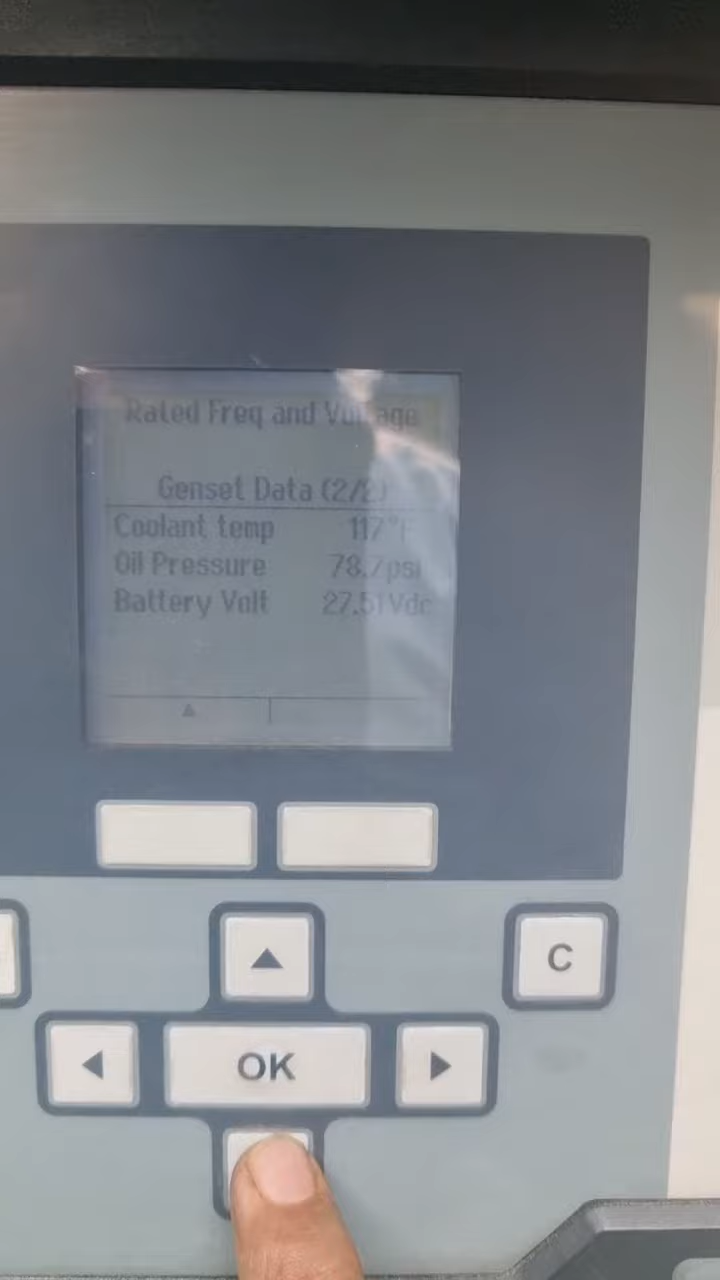 Rated Freq and Voltage
Genset Data (2/2)
Coolant temp 117°F
Oil Pressure 78.7psi
Battery Volt 27.51Vdc
C
OK